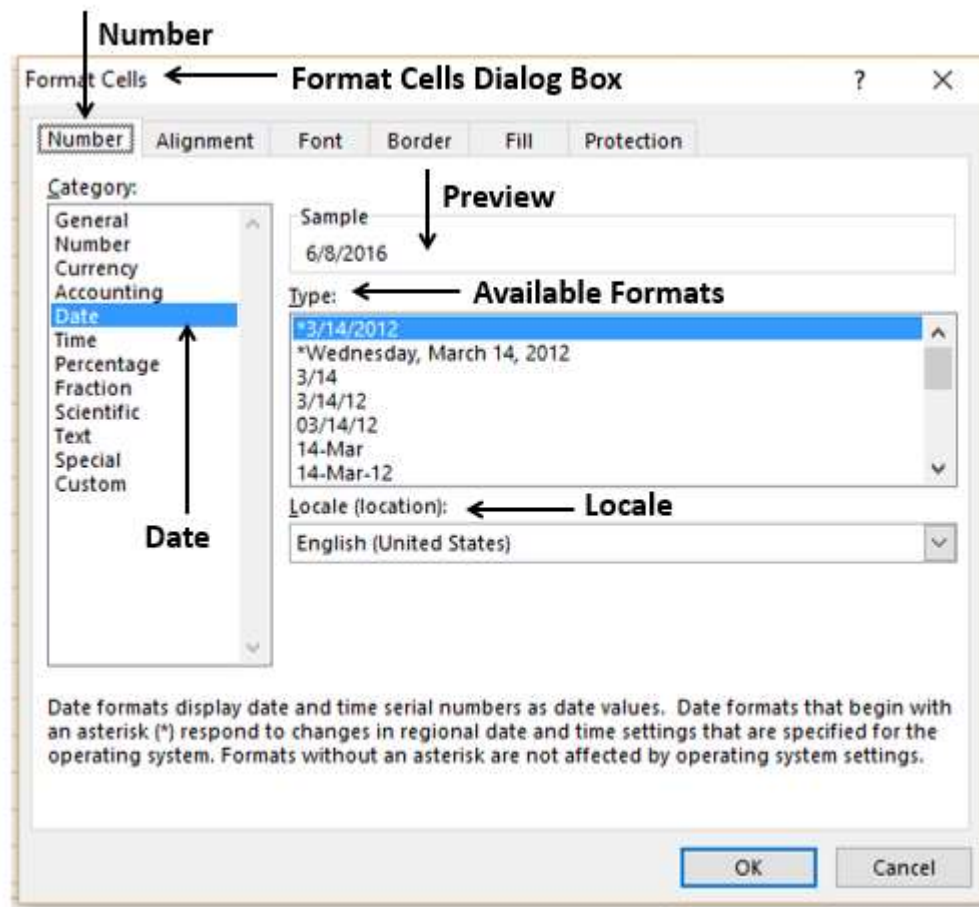 Number
Format Cells
Format Cells Dialog Box
?
Number Alignment Font Border Fill Protection
Category:
General
Number
Currency
Accounting
Date
Time
Percentage
Fraction
Scientific
Text
Special
Custom
Date
Preview
Sample
6/8/2016
Type:
Available Formats
*3/14/2012
*Wednesday, March 14, 2012
3/14
3/14/12
03/14/12
14-Mar
14-Mar-12
Locale (location):
Locale
English (United States)
Date formats display date and time serial numbers as date values.  Date formats that begin with
an asterisk (*) respond to changes in regional date and time settings that are specified for the
operating system. Formats without an asterisk are not affected by operating system settings.
OK
Cancel